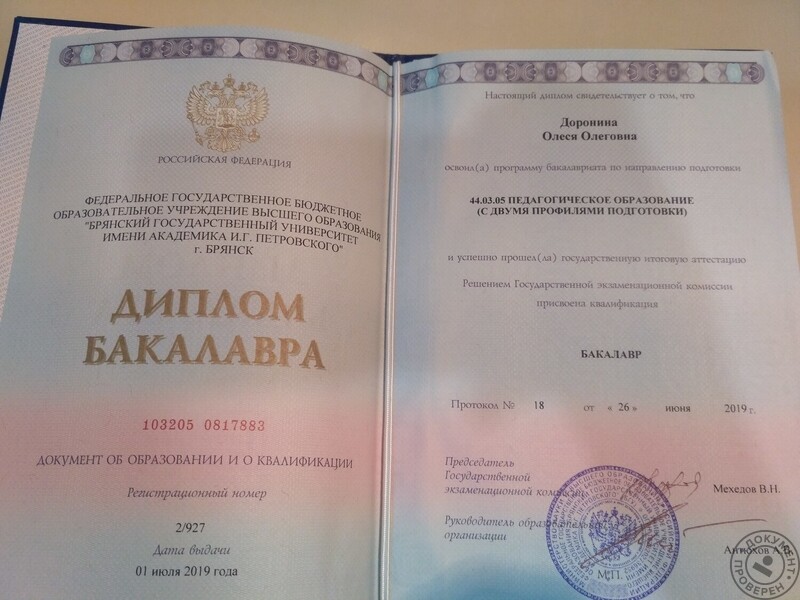 РОССИЙСКАЯ ФЕДЕРАЦИЯ
ФЕДЕРАЛЬНОЕ ГОСУДАРСТВЕННОЕ БЮДЖЕТНОЕ
ОБРАЗОВАТЕЛЬНОЕ УЧРЕЖДЕНИЕ ВЫСШЕГО ОБРАЗОВАНИЯ
"БРЯНСКИЙ ГОСУДАРСТВЕННЫЙ УНИВЕРСИТЕТ
ИМЕНИ АКАДЕМИКА И.Г. ПЕТРОВСКОГО"
г. БРЯНСК
ДИПЛОМ
БАКАЛАВРА
103205 0817883
ДОКУМЕНТ ОБ ОБРАЗОВАНИИ И О КВАЛИФИКАЦИИ
Регистрационный номер
2/927
Дата выдачи
01 июля 2019 года
Настоящий диплом свидетельствует о том, что
Доронина
Олеся Олеговна
освоил(а) программу бакалавриата по направлению подготовки
44.03.05 ПЕДАГОГИЧЕСКОЕ ОБРАЗОВАНИЕ
(С ДВУМЯ ПРОФИЛЯМИ ПОДГОТОВКИ)
и успешно прошел(ла) государственную итоговую аттестацию
Решением Государственной экзаменационной комиссии
присвоена квалификация
БАКАЛАВР
Протокол № 18 от « 26 » июня 2019 г.
Председатель
Государственной
экзаменационной комиссии Мехедов В.Н.
Руководитель образовательной
организации Антюхов А.В.
М.П.
ДОКУМЕНТ ПРОВЕРЕН